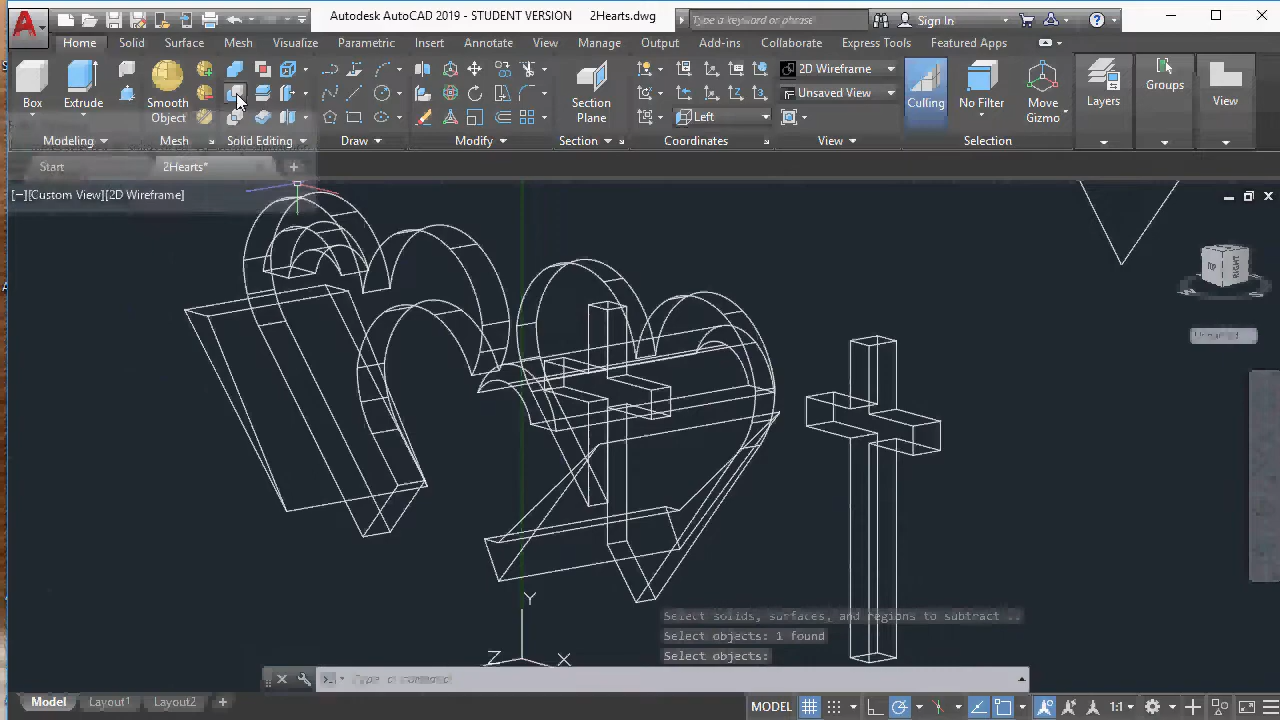 Autodesk AutoCAD 2019 - STUDENT VERSION 2Hearts.dwg
Type a keyword or phrase
Sign In
Home Solid Surface Mesh Visualize Parametric Insert Annotate View Manage Output Add-ins Collaborate Express Tools Featured Apps
2D Wireframe
Unsaved View
Left
Box
Extrude
Smooth
Object
Section
Plane
Culling
No Filter
Move
Gizmo
Layers
Groups
View
Modeling Mesh Solid Editing Draw Modify Section Coordinates View Selection
Start 2Hearts*
[−][Custom View][2D Wireframe]
RIGHT
Unnamed
Y
Z X
Select solids, surfaces, and regions to subtract ..
Select objects: 1 found
Select objects:
Type a command
Model Layout1 Layout2
MODEL 1:1